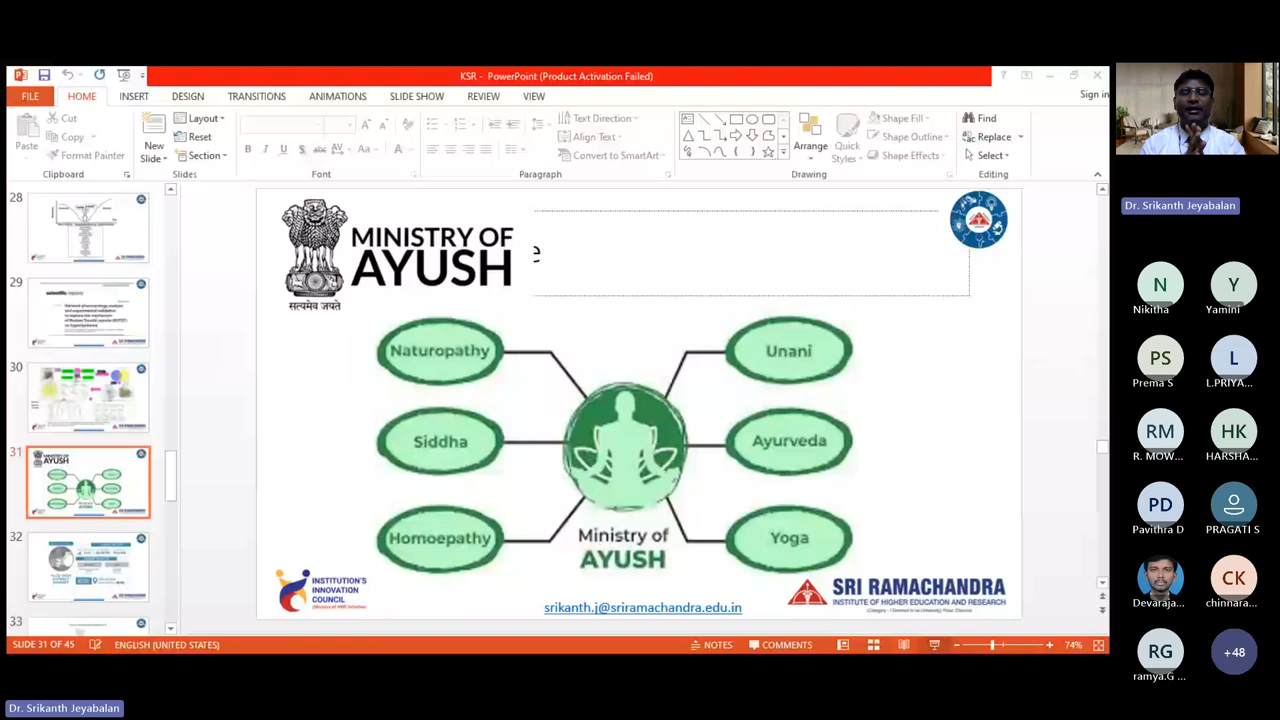 KSR - PowerPoint (Product Activation Failed)
FILE HOME INSERT DESIGN TRANSITIONS ANIMATIONS SLIDE SHOW REVIEW VIEW Sign in
Paste
Cut
Copy
Format Painter
Clipboard
New Slide
Layout
Reset
Section
Slides
B I U S abc AV Aa A
Font
Text Direction
Align Text
Convert to SmartArt
Paragraph
Arrange
Quick Styles
Shape Fill
Shape Outline
Shape Effects
Drawing
Find
Replace
Select
Editing
28
29
30
31
32
33
MINISTRY OF
AYUSH
सत्यमेव जयते
e
Naturopathy
Unani
Siddha
Ayurveda
Homoepathy
Yoga
Ministry of
AYUSH
INSTITUTION'S
INNOVATION
COUNCIL
srikanth.j@sriramachandra.edu.in
SRI RAMACHANDRA
INSTITUTE OF HIGHER EDUCATION AND RESEARCH
SLIDE 31 OF 45 ENGLISH (UNITED STATES) NOTES COMMENTS 74%
Dr. Srikanth Jeyabalan
N
Nikitha
Y
Yamini
PS
Prema S
L
L.PRIYA...
RM
R. MOW...
HK
HARSHA...
PD
Pavithra D
PRAGATI S
Devaraja...
CK
chinnara...
RG
ramya.G ...
+48
Dr. Srikanth Jeyabalan